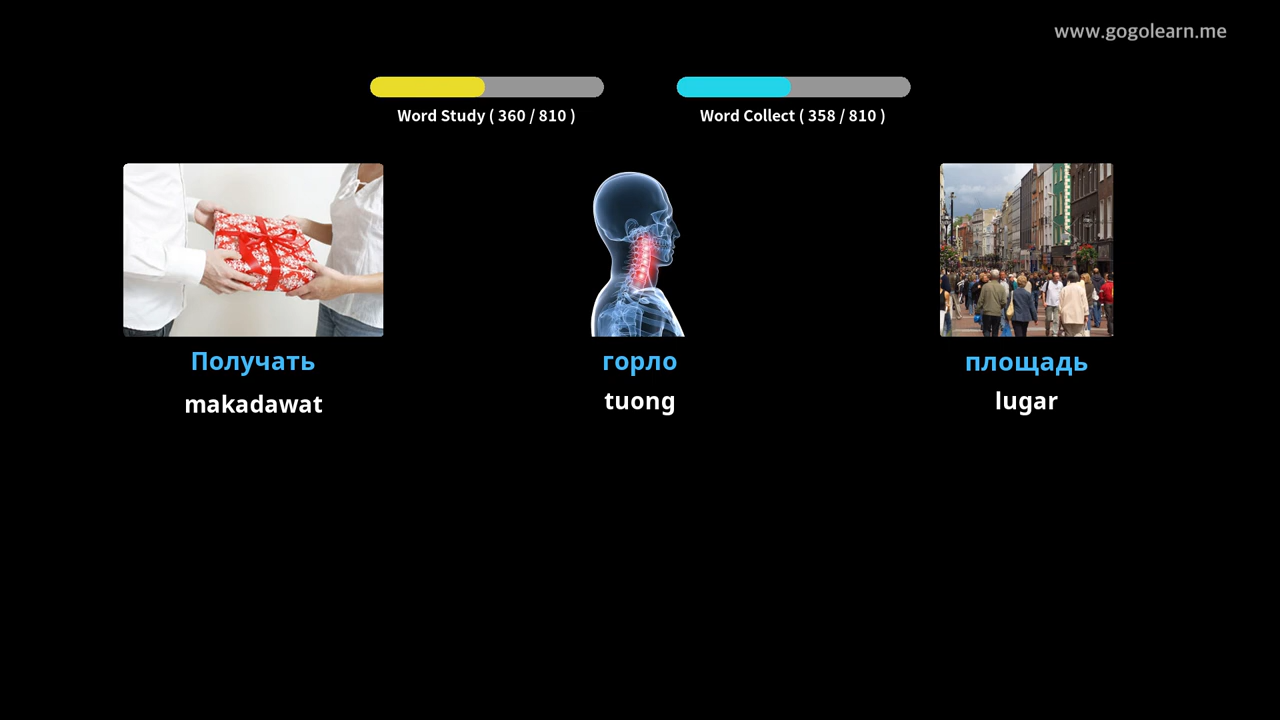 www.gogolearn.me
Word Study ( 360 / 810 )
Word Collect ( 358 / 810 )
Получать
горло
площадь
makadawat
tuong
lugar